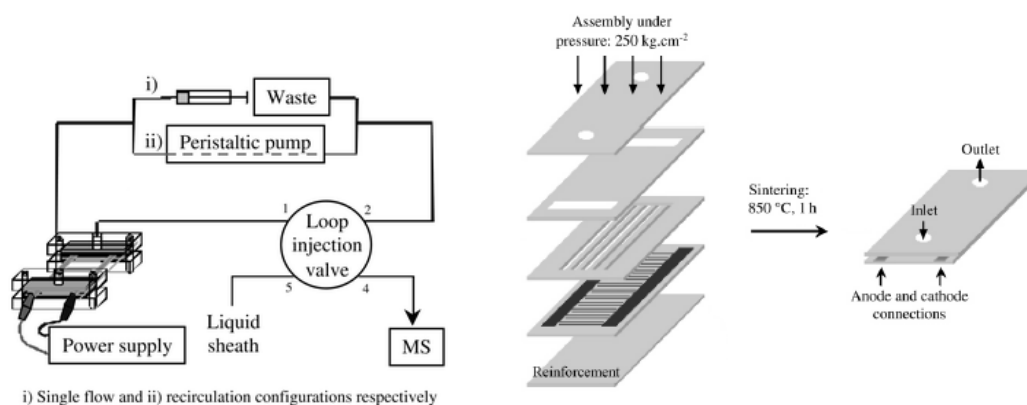 i)
Waste
ii)
Peristaltic pump
1
2
Loop
injection
valve
5
4
Liquid
sheath
Power supply
MS
i) Single flow and ii) recirculation configurations respectively
Assembly under
pressure: 250 kg.cm⁻²
Reinforcement
Sintering:
850 °C, 1 h
Outlet
Inlet
Anode and cathode
connections